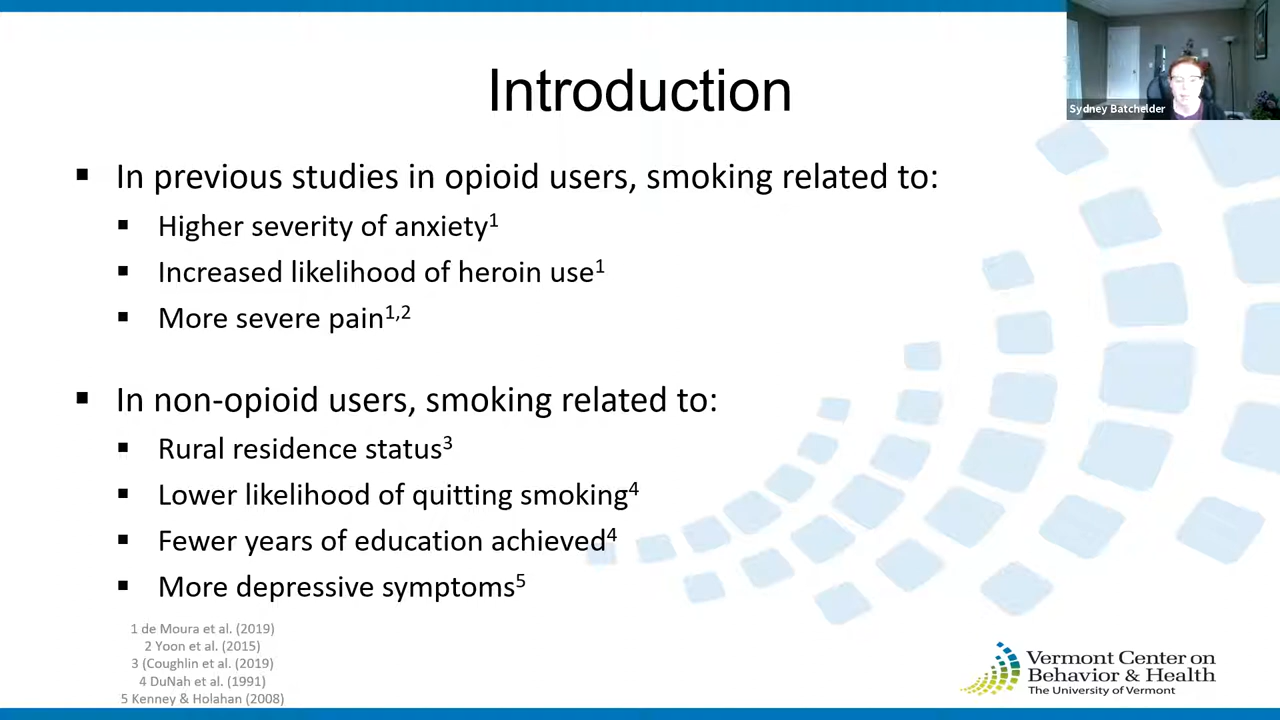 Introduction
Sydney Batchelder
▪ In previous studies in opioid users, smoking related to:
▪ Higher severity of anxiety¹
▪ Increased likelihood of heroin use¹
▪ More severe pain¹,²
▪ In non-opioid users, smoking related to:
▪ Rural residence status³
▪ Lower likelihood of quitting smoking⁴
▪ Fewer years of education achieved⁴
▪ More depressive symptoms⁵
1 de Moura et al. (2019)
2 Yoon et al. (2015)
3 (Coughlin et al. (2019)
4 DuNah et al. (1991)
5 Kenney & Holahan (2008)
Vermont Center on
Behavior & Health
The University of Vermont